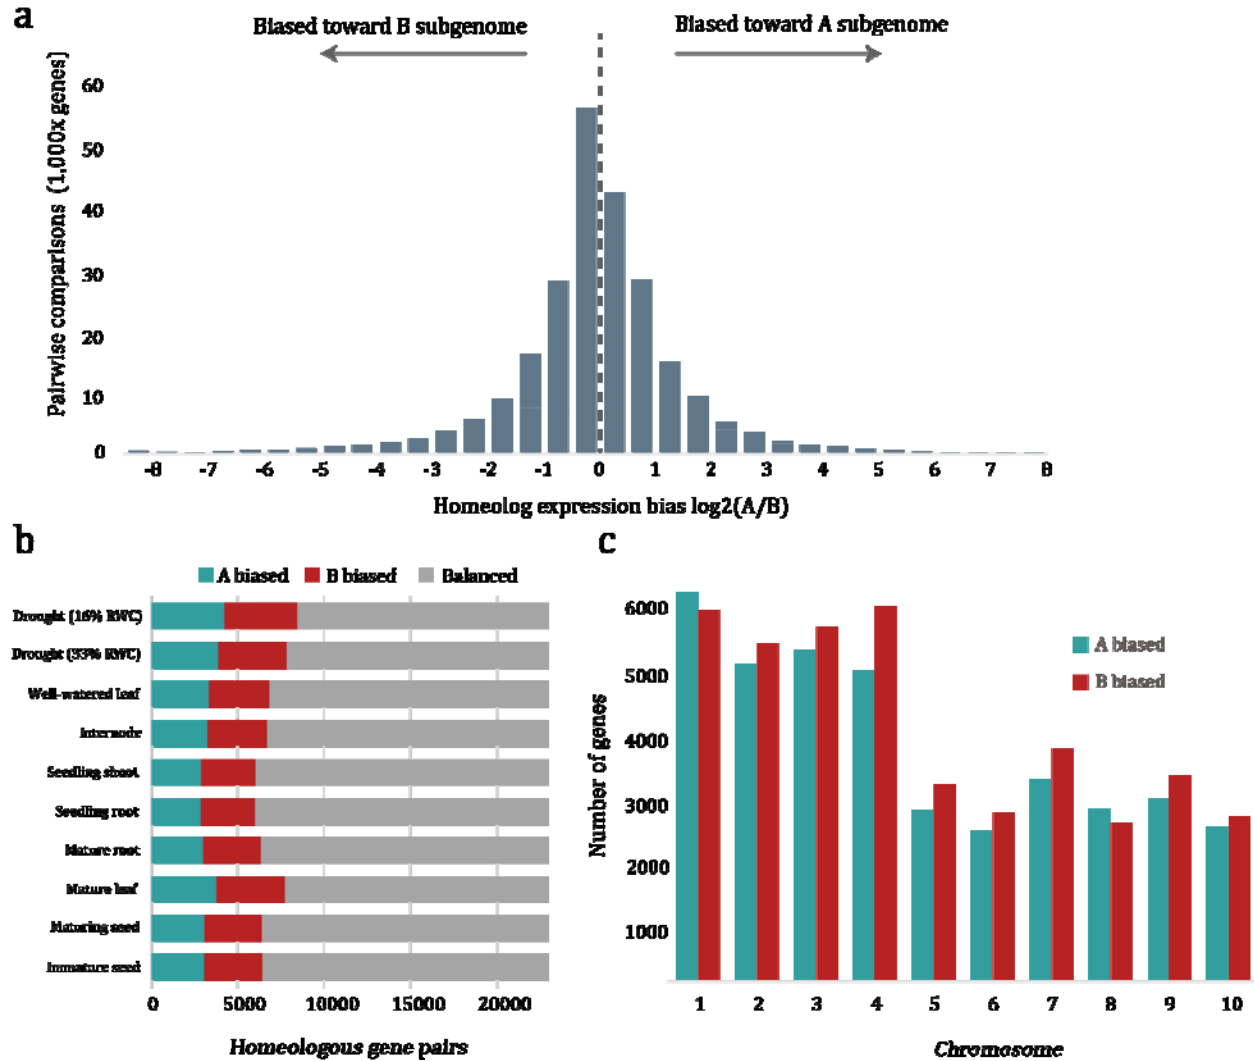 a
Biased toward B subgenome
Biased toward A subgenome
Pairwise comparisons (1,000x genes)
60
50
40
30
20
10
0
-8 -7 -6 -5 -4 -3 -2 -1 0 1 2 3 4 5 6 7 8
Homeolog expression bias log2(A/B)
b
A biased B biased Balanced
Drought (16% RWC)
Drought (33% RWC)
Well-watered leaf
Internode
Seedling shoot
Seedling root
Mature root
Mature leaf
Maturing seed
Immature seed
0 5000 10000 15000 20000
Homeologous gene pairs
c
Number of genes
6000
5000
4000
3000
2000
1000
A biased
B biased
1 2 3 4 5 6 7 8 9 10
Chromosome